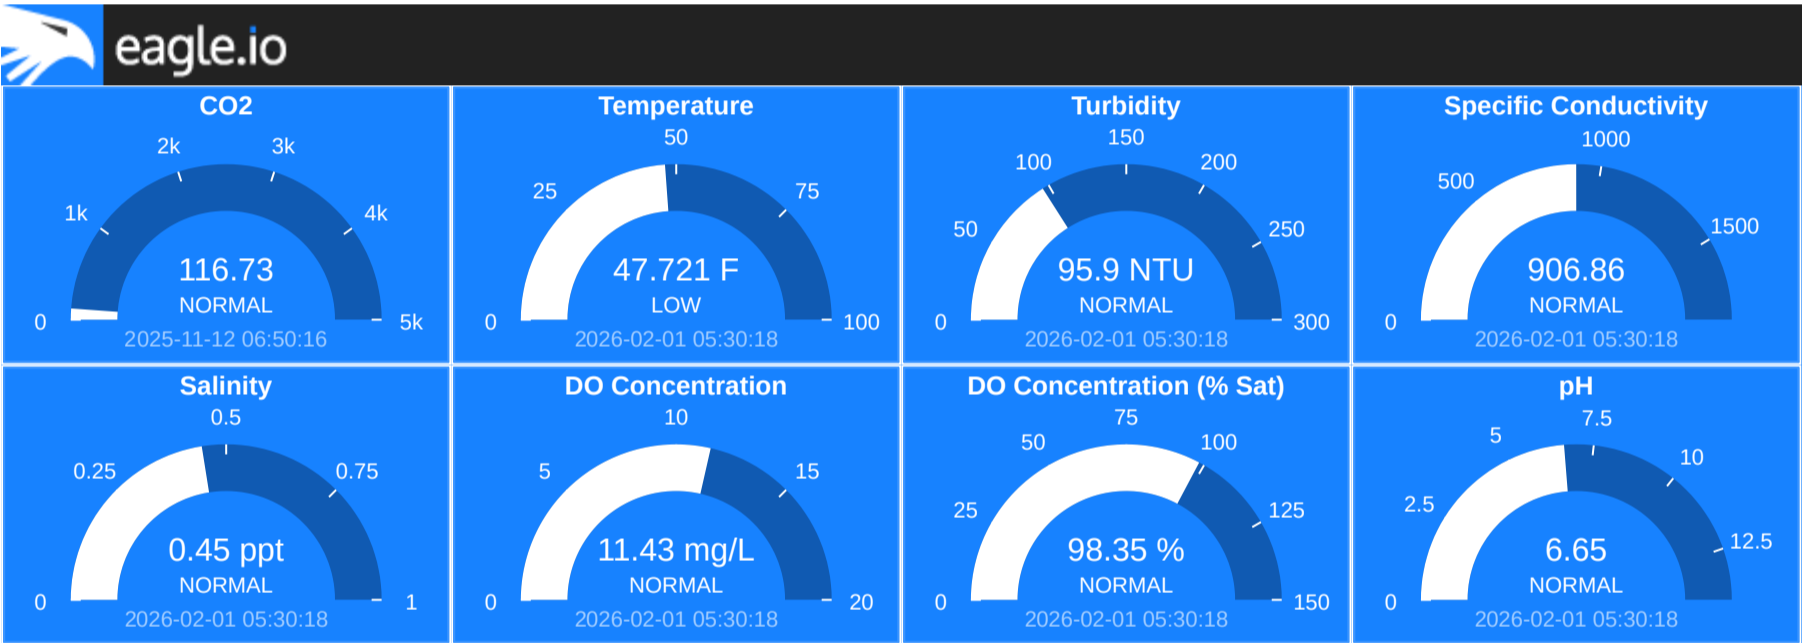 eagle.io
CO2
2k
3k
1k
4k
116.73
NORMAL
0
5k
2025-11-12 06:50:16
Temperature
50
25
75
47.721 F
LOW
0
100
2026-02-01 05:30:18
Turbidity
150
100
200
50
250
95.9 NTU
NORMAL
0
300
2026-02-01 05:30:18
Specific Conductivity
1000
500
1500
906.86
NORMAL
0
2026-02-01 05:30:18
Salinity
0.5
0.25
0.75
0.45 ppt
NORMAL
0
1
2026-02-01 05:30:18
DO Concentration
10
5
15
11.43 mg/L
NORMAL
0
20
2026-02-01 05:30:18
DO Concentration (% Sat)
75
50
100
25
125
98.35 %
NORMAL
0
150
2026-02-01 05:30:18
pH
7.5
5
10
2.5
12.5
6.65
NORMAL
0
2026-02-01 05:30:18